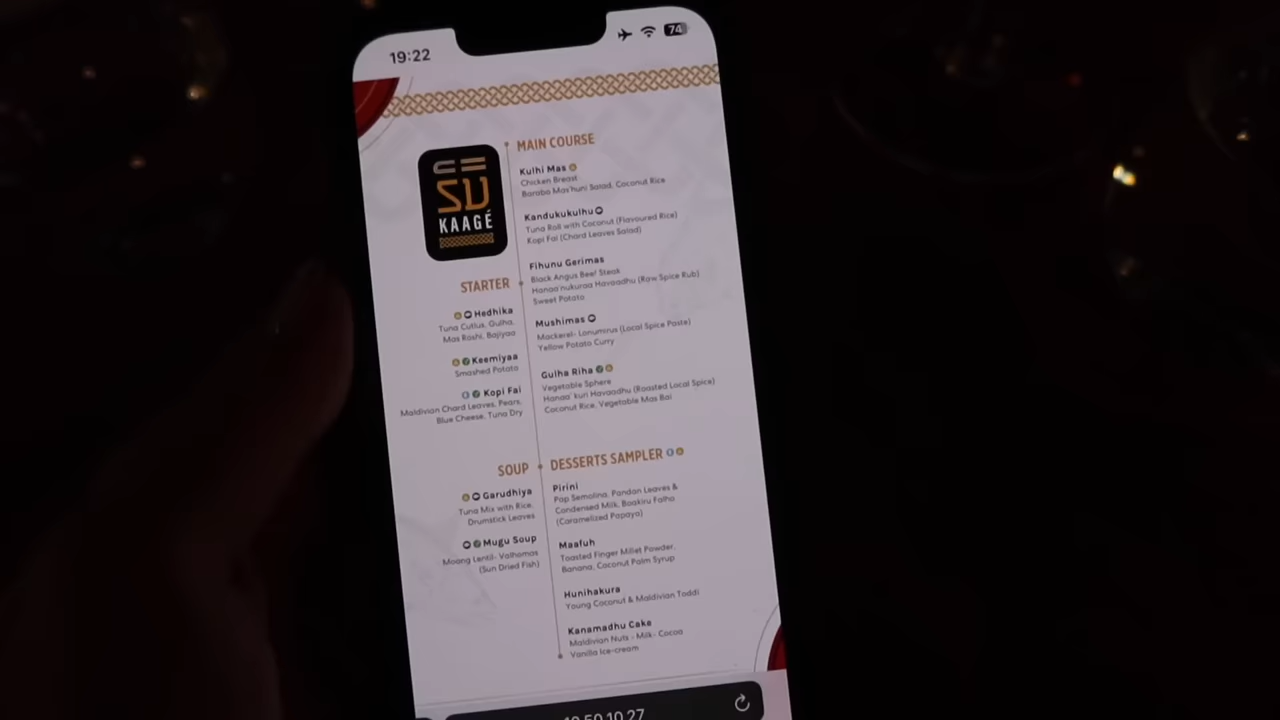 19:22
74
SU
KAAGÉ
STARTER
Hedhika
Tuna Cutlus, Gulha,
Mas Roshi, Bajiyaa
Keemiyaa
Smashed Potato
Kopi Fai
Maldivian Chard Leaves, Pears,
Blue Cheese, Tuna Dry
SOUP
Garudhiya
Tuna Mix with Rice,
Drumstick Leaves
Mugu Soup
Moong Lentil- Valhomas
(Sun Dried Fish)
MAIN COURSE
Kulhi Mas
Chicken Breast
Baraba Mas'huni Salad, Coconut Rice
Kandukukulhu
Tuna Roll with Coconut (Flavoured Rice)
Kopi Fai (Chard Leaves Salad)
Fihunu Gerimas
Black Angus Beef Steak
Hanaa'nukuraa Havaadhu (Raw Spice Rub)
Sweet Potato
Mushimas
Mackerel- Lonumirus (Local Spice Paste)
Yellow Potato Curry
Gulha Riha
Vegetable Sphere
Hanaa' kuri Havaadhu (Roasted Local Spice)
Coconut Rice, Vegetable Mas Bai
DESSERTS SAMPLER
Pirini
Pap Semolina, Pandan Leaves &
Condensed Milk, Boakiru Falho
(Caramelized Papaya)
Maafuh
Toasted Finger Millet Powder,
Banana, Coconut Palm Syrup
Hunihakura
Young Coconut & Maldivian Toddi
Kanamadhu Cake
Maldivian Nuts - Milk- Cocoa
Vanilla Ice-cream